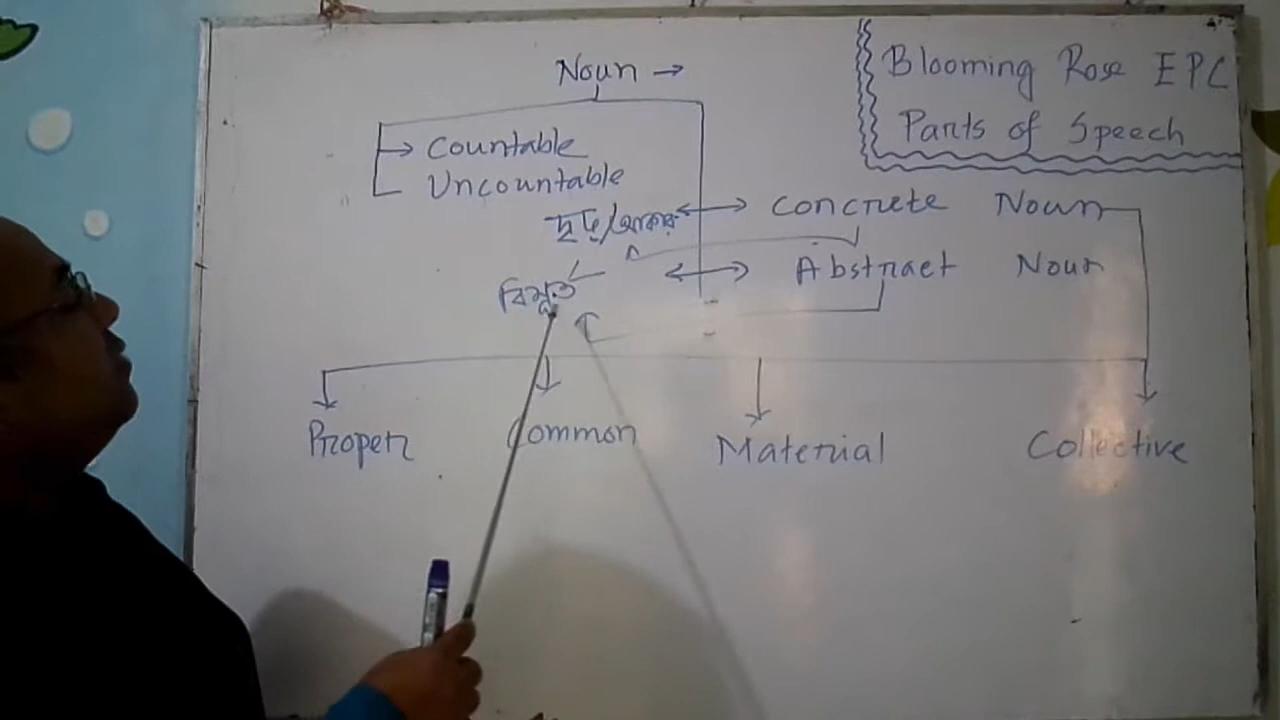 Noun →
Blooming Rose EPC
Parts of Speech
→ Countable
Uncountable
Concrete Noun
Abstract Noun
বিমূর্ত
Proper
Common
Material
Collective